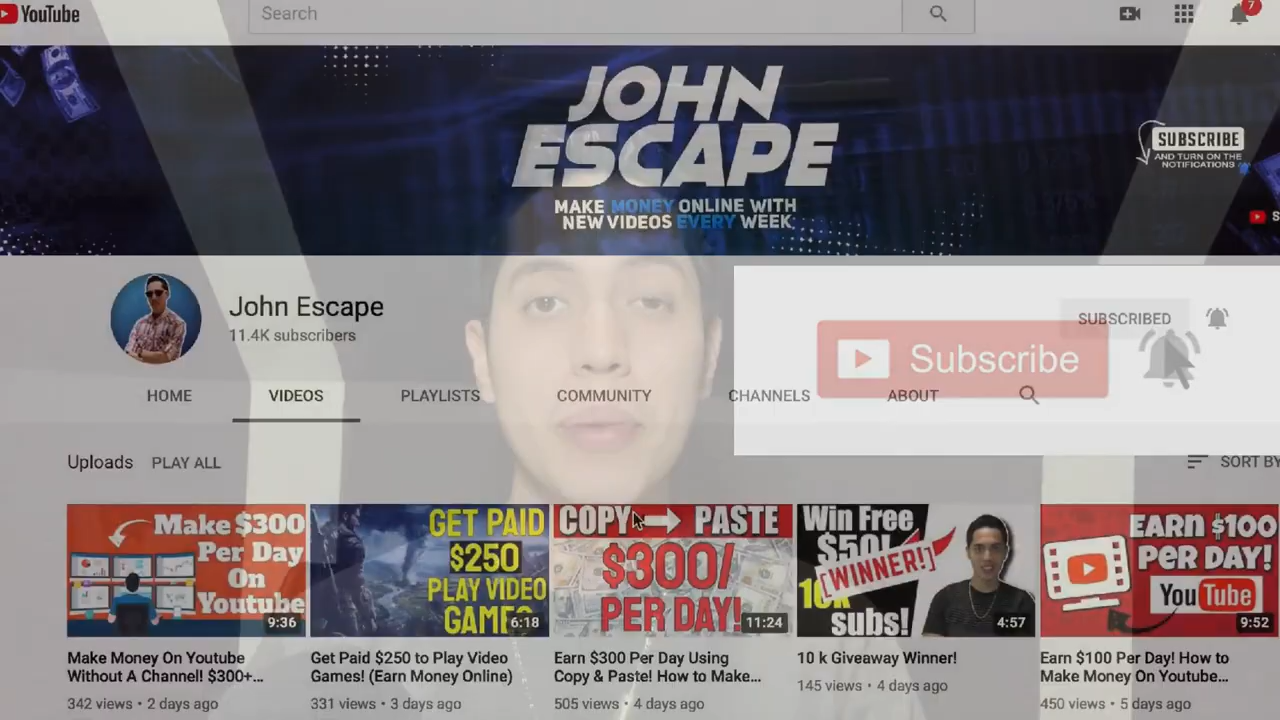 YouTube
Search
7
JOHN
ESCAPE
MAKE MONEY ONLINE WITH
NEW VIDEOS EVERY WEEK
SUBSCRIBE
AND TURN ON THE
NOTIFICATIONS
S
John Escape
11.4K subscribers
SUBSCRIBED
Subscribe
HOME
VIDEOS
PLAYLISTS
COMMUNITY
CHANNELS
ABOUT
Uploads
PLAY ALL
SORT BY
Make $300
Per Day
On
Youtube
9:36
GET PAID
$250
PLAY VIDEO
6:18
COPY PASTE
$300/
PER DAY!
11:24
Win Free
$50/
[WINNER!]
10k
subs!
4:57
EARN $100
PER DAY!
YouTube
9:52
Make Money On Youtube
Without A Channel! $300+...
342 views • 2 days ago
Get Paid $250 to Play Video
Games! (Earn Money Online)
331 views • 3 days ago
Earn $300 Per Day Using
Copy & Paste! How to Make...
505 views • 4 days ago
10 k Giveaway Winner!
145 views • 4 days ago
Earn $100 Per Day! How to
Make Money On Youtube...
450 views • 5 days ago